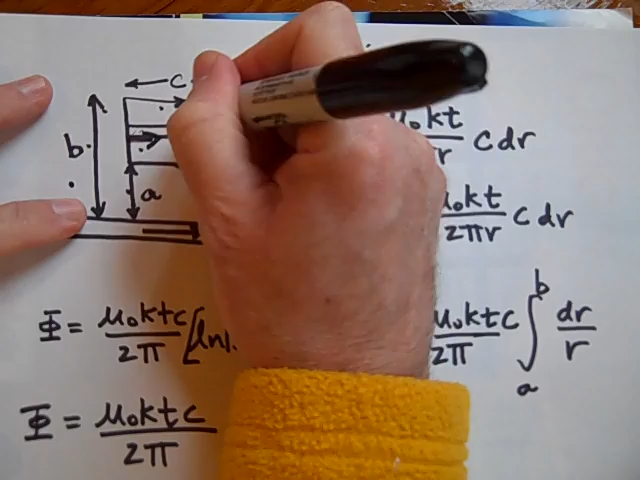 c
μ₀kt
r c dr
b
a
μ₀kt
2πr c dr
Φ = μ₀ktc
2π [ln
μ₀ktc
2π ∫ b
a dr
r
Φ = μ₀ktc
2π